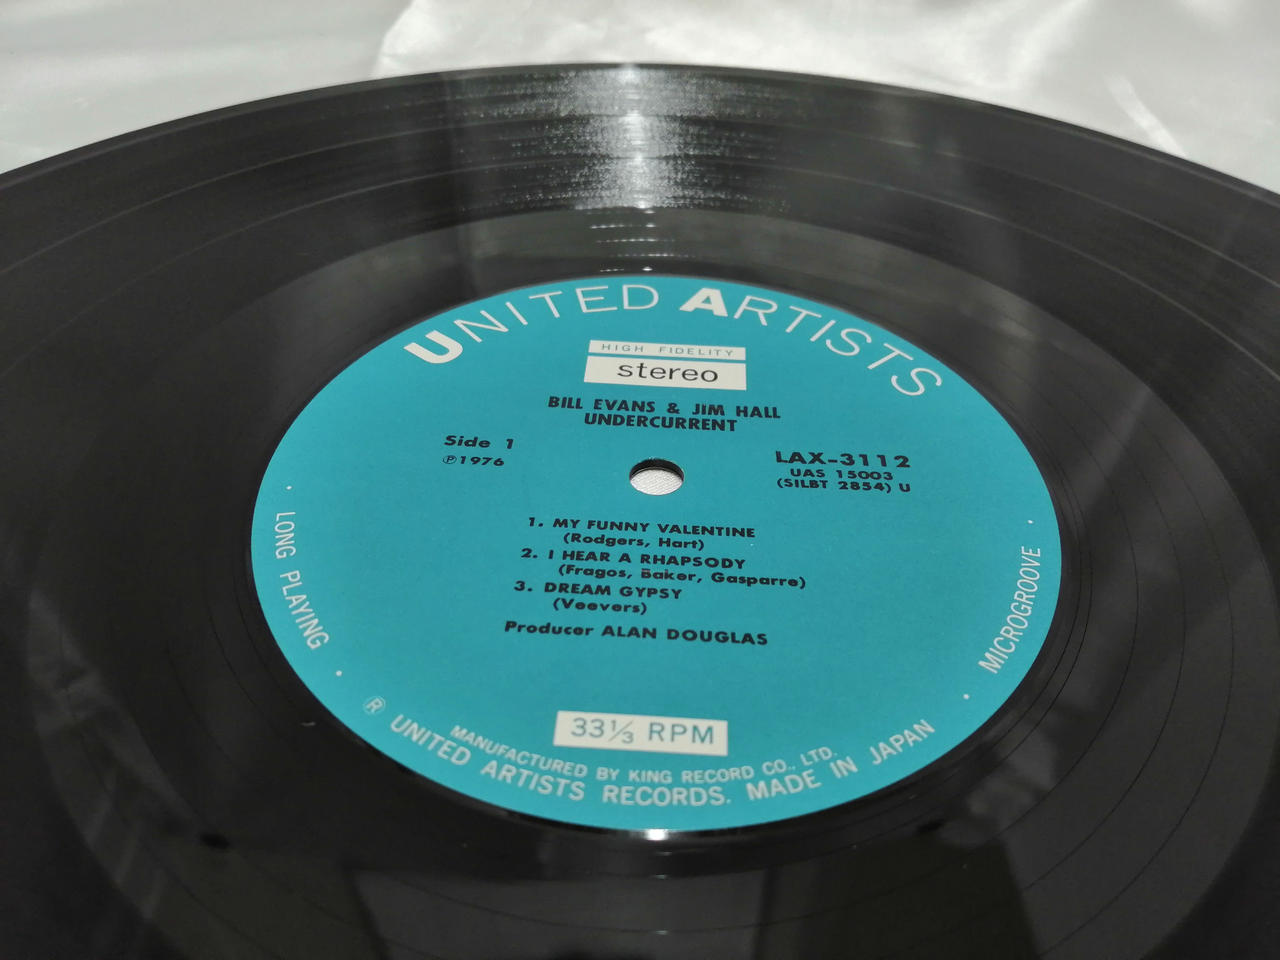 UNITED ARTISTS
HIGH FIDELITY
stereo
BILL EVANS & JIM HALL
UNDERCURRENT
Side 1
℗1976
LAX-3112
UAS 15003
(SILBT 2854) U
1. MY FUNNY VALENTINE
(Rodgers, Hart)
2. I HEAR A RHAPSODY
(Fragos, Baker, Gasparre)
3. DREAM GYPSY
(Veevers)
Producer ALAN DOUGLAS
LONG PLAYING
MICROGROOVE
33⅓ RPM
MANUFACTURED BY KING RECORD CO., LTD.
Ⓡ UNITED ARTISTS RECORDS. MADE IN JAPAN